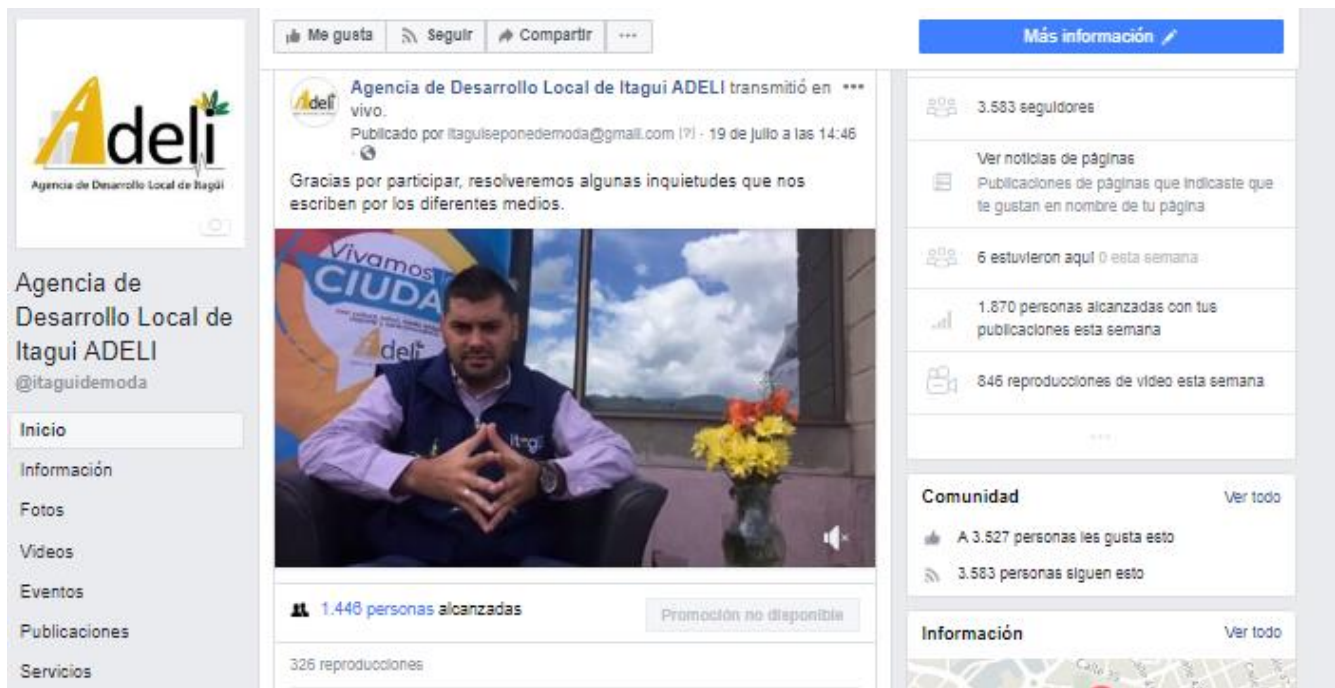 Adeli
Agencia de Desarrollo Local de Itagüí
Agencia de
Desarrollo Local de
Itagui ADELI
@itaguidemoda
Inicio
Información
Fotos
Videos
Eventos
Publicaciones
Servicios
Me gusta
Seguir
Compartir
Agencia de Desarrollo Local de Itagui ADELI transmitió en
vivo.
Publicado por itaguiseponedemoda@gmail.com [?] · 19 de julio a las 14:46
Gracias por participar, resolveremos algunas inquietudes que nos
escriben por los diferentes medios.
Vivamos
CIUDA
Adeli
1.446 personas alcanzadas
Promoción no disponible
326 reproducciones
Más información
3.583 seguidores
Ver noticias de páginas
Publicaciones de páginas que indicaste que
te gustan en nombre de tu página
6 estuvieron aquí 0 esta semana
1.870 personas alcanzadas con tus
publicaciones esta semana
846 reproducciones de video esta semana
Comunidad Ver todo
A 3.527 personas les gusta esto
3.583 personas siguen esto
Información Ver todo